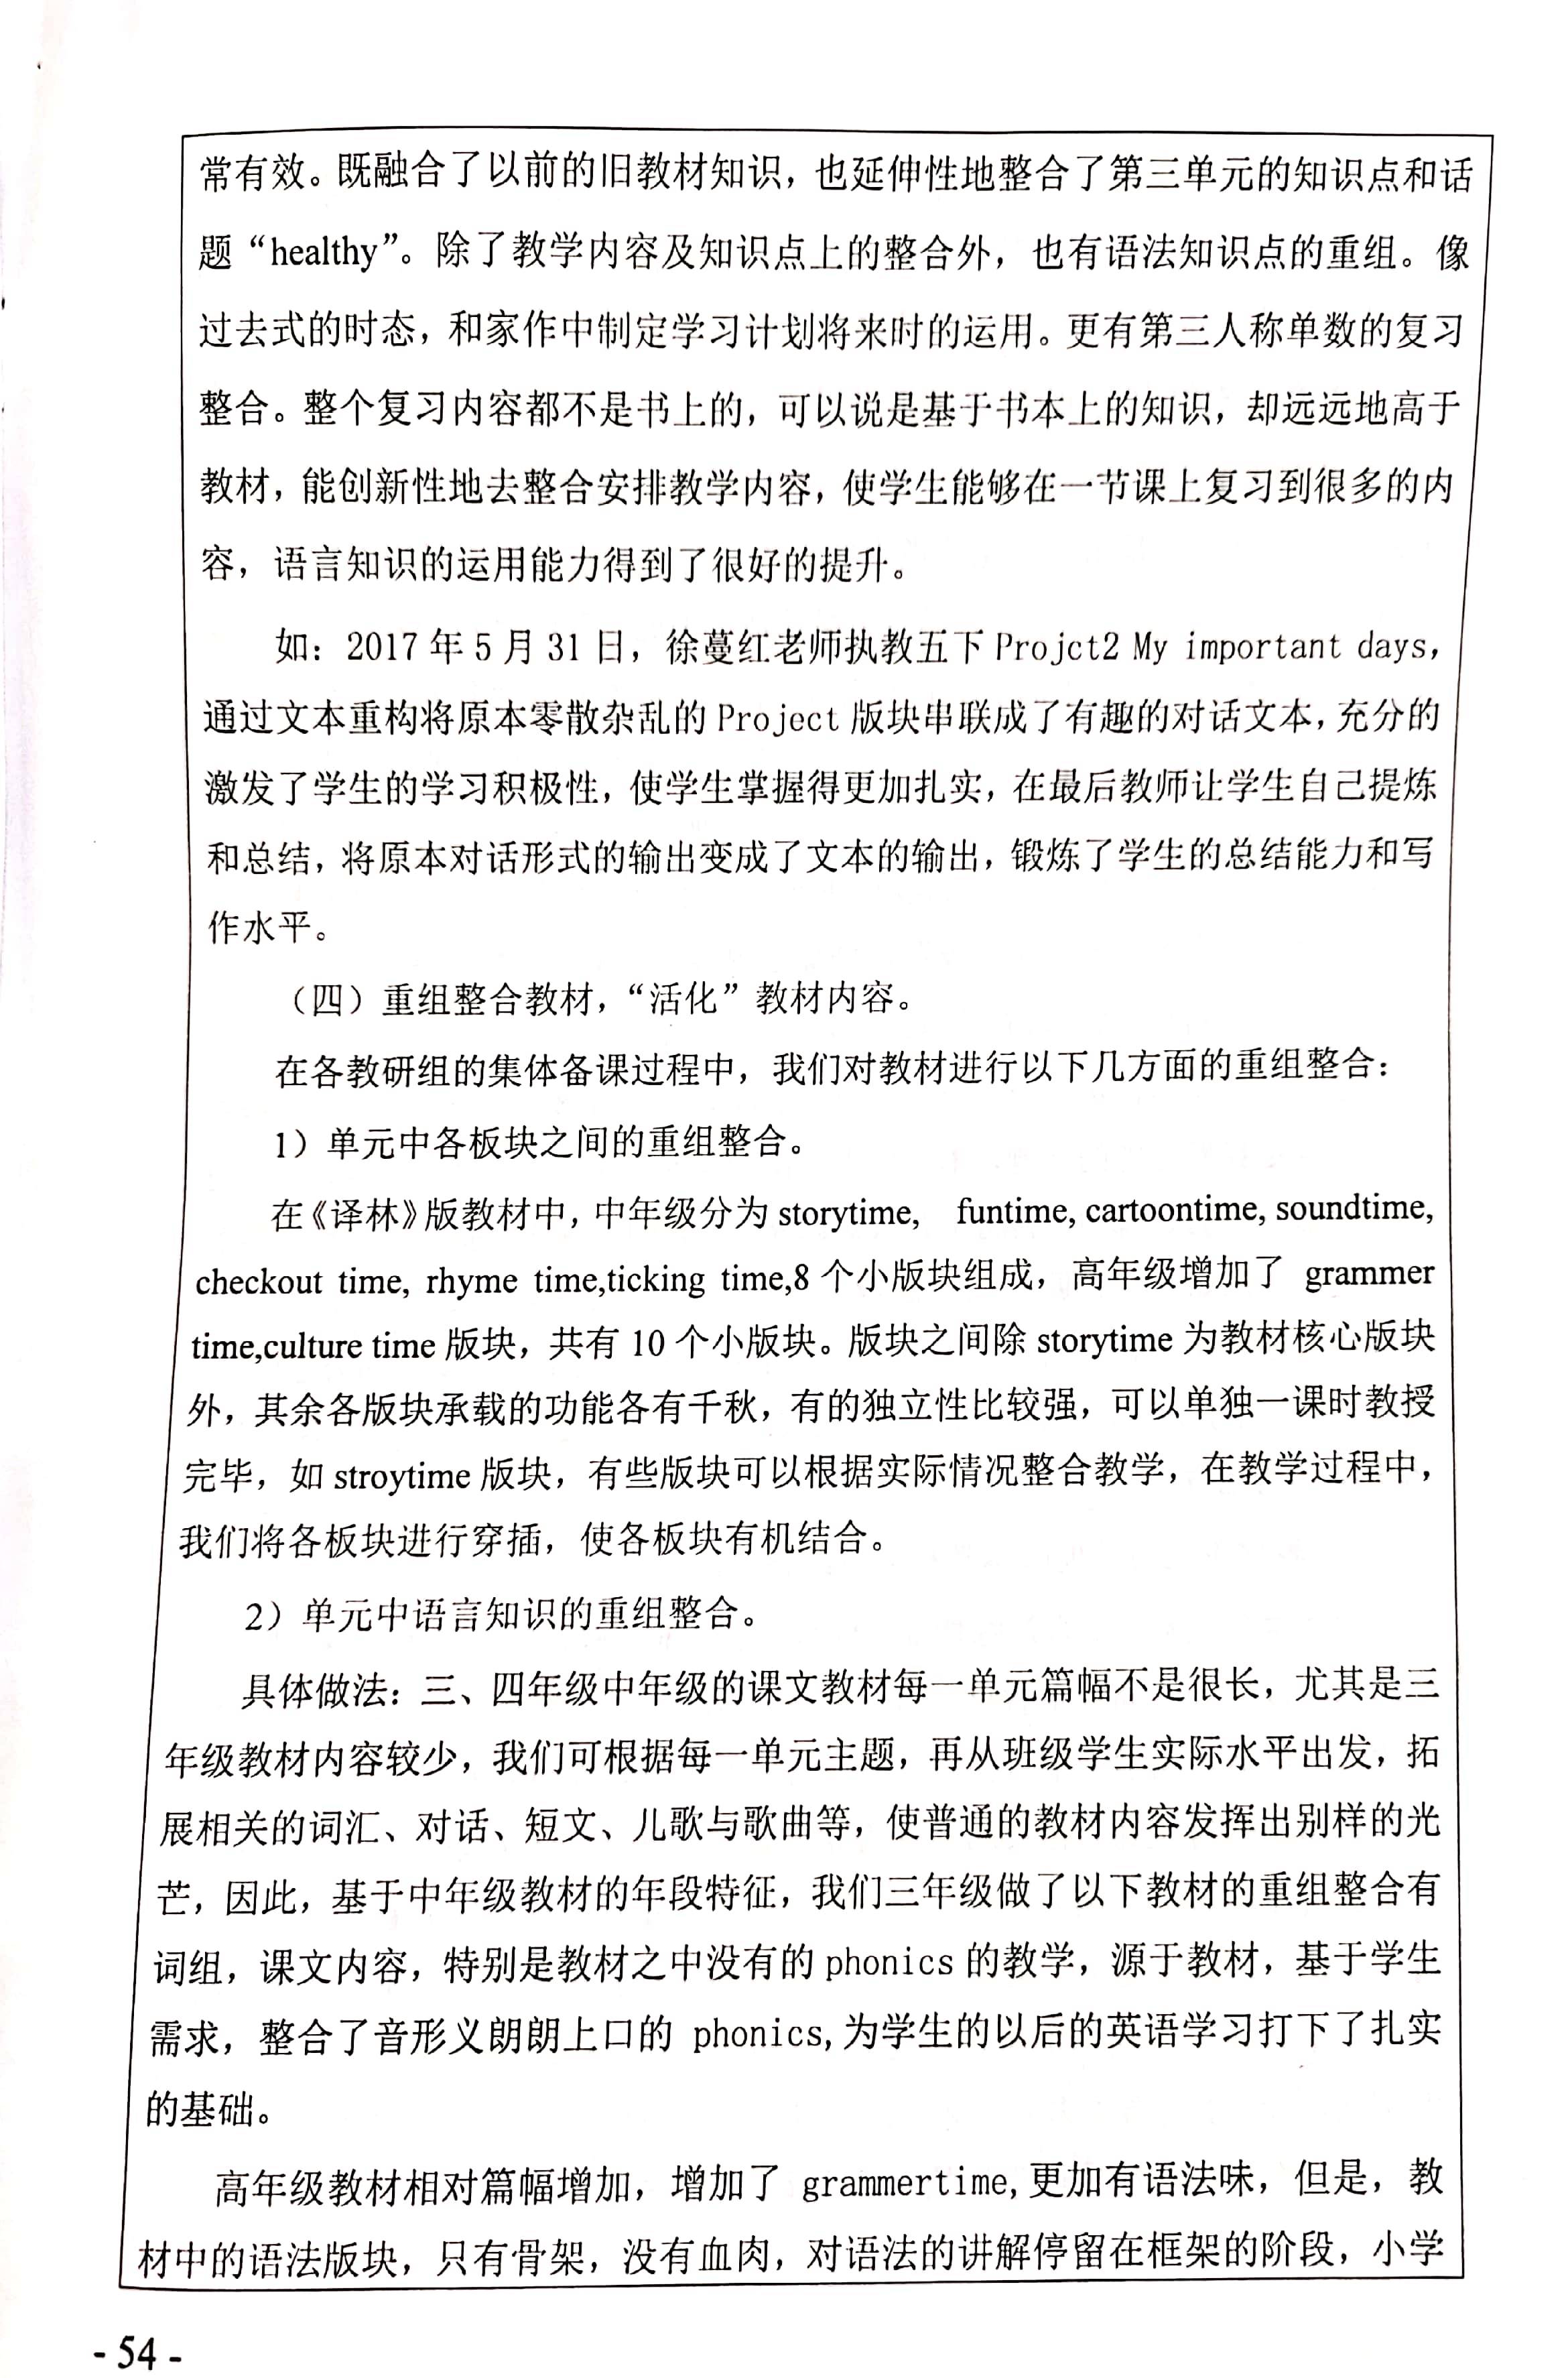 常有效。既融合了以前的旧教材知识，也延伸性地整合了第三单元的知识点和话
题“healthy”。除了教学内容及知识点上的整合外，也有语法知识点的重组。像
过去式的时态，和家作中制定学习计划将来时的运用。更有第三人称单数的复习
整合。整个复习内容都不是书上的，可以说是基于书本上的知识，却远远地高于
教材，能创新性地去整合安排教学内容，使学生能够在一节课上复习到很多的内
容，语言知识的运用能力得到了很好的提升。
如：2017 年 5 月 31 日，徐蔓红老师执教五下 Projct2 My important days,
通过文本重构将原本零散杂乱的 Project 版块串联成了有趣的对话文本，充分的
激发了学生的学习积极性，使学生掌握得更加扎实，在最后教师让学生自己提炼
和总结，将原本对话形式的输出变成了文本的输出，锻炼了学生的总结能力和写
作水平。
（四）重组整合教材，“活化”教材内容。
在各教研组的集体备课过程中，我们对教材进行以下几方面的重组整合：
1）单元中各板块之间的重组整合。
在《译林》版教材中，中年级分为 storytime, funtime, cartoontime, soundtime,
checkout time, rhyme time,ticking time,8 个小版块组成，高年级增加了 grammer
time,culture time 版块，共有 10 个小版块。版块之间除 storytime 为教材核心版块
外，其余各版块承载的功能各有千秋，有的独立性比较强，可以单独一课时教授
完毕，如 stroytime 版块，有些版块可以根据实际情况整合教学，在教学过程中，
我们将各板块进行穿插，使各板块有机结合。
2）单元中语言知识的重组整合。
具体做法：三、四年级中年级的课文教材每一单元篇幅不是很长，尤其是三
年级教材内容较少，我们可根据每一单元主题，再从班级学生实际水平出发，拓
展相关的词汇、对话、短文、儿歌与歌曲等，使普通的教材内容发挥出别样的光
芒，因此，基于中年级教材的年段特征，我们三年级做了以下教材的重组整合有
词组，课文内容，特别是教材之中没有的 phonics 的教学，源于教材，基于学生
需求，整合了音形义朗朗上口的 phonics,为学生的以后的英语学习打下了扎实
的基础。
高年级教材相对篇幅增加，增加了 grammertime,更加有语法味，但是，教
材中的语法版块，只有骨架，没有血肉，对语法的讲解停留在框架的阶段，小学
- 54 -